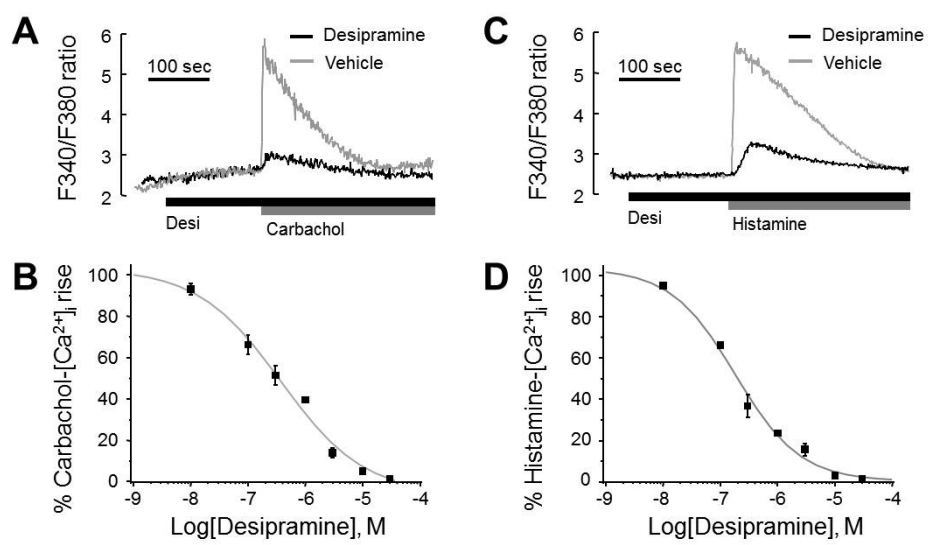 A
F340/F380 ratio
6
5
4
3
2
100 sec
Desipramine
Vehicle
Desi
Carbachol
C
F340/F380 ratio
6
5
4
3
2
100 sec
Desipramine
Vehicle
Desi
Histamine
B
% Carbachol-[Ca²⁺]ᵢ rise
100
80
60
40
20
0
-9 -8 -7 -6 -5 -4
Log[Desipramine], M
D
% Histamine-[Ca²⁺]ᵢ rise
100
80
60
40
20
0
-9 -8 -7 -6 -5 -4
Log[Desipramine], M